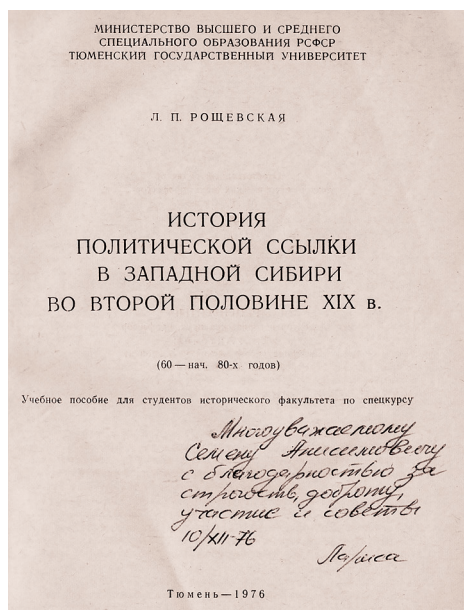 МИНИСТЕРСТВО ВЫСШЕГО И СРЕДНЕГО
СПЕЦИАЛЬНОГО ОБРАЗОВАНИЯ РСФСР
ТЮМЕНСКИЙ ГОСУДАРСТВЕННЫЙ УНИВЕРСИТЕТ
Л. П. РОЩЕВСКАЯ
ИСТОРИЯ
ПОЛИТИЧЕСКОЙ ССЫЛКИ
В ЗАПАДНОЙ СИБИРИ
ВО ВТОРОЙ ПОЛОВИНЕ XIX в.
(60 — нач. 80-х годов)
Учебное пособие для студентов исторического факультета по спецкурсу
Многоуважаемому
Семену Анисимовичу
с благодарностью за
строгость, доброту,
участие и советы
10/XII-76
Лариса
Тюмень — 1976